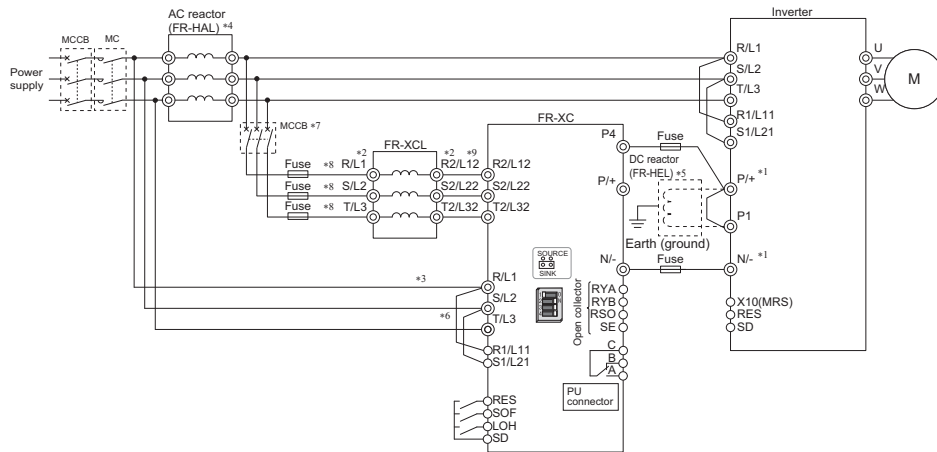 AC reactor
(FR-HAL) *4
Inverter
MCCB
MC
R/L1
U
Power
supply
S/L2
V
M
T/L3
W
FR-XC
R1/L11
MCCB *7
P4
Fuse
S1/L21
FR-XCL
DC reactor
(FR-HEL) *5
Fuse
*8
*2
R/L1
*2
*9
R2/L12
R2/L12
P/+
P/+ *1
Fuse
*8
S/L2
S2/L22
S2/L22
Fuse
*8
T/L3
T2/L32
T2/L32
P1
Earth (ground)
SOURCE
SINK
N/-
Fuse
N/- *1
*3
R/L1
RYA
S/L2
RYB
X10(MRS)
*6
T/L3
RSO
RES
SE
SD
Open collector
R1/L11
C
S1/L21
B
A
PU
connector
RES
SOF
LOH
SD